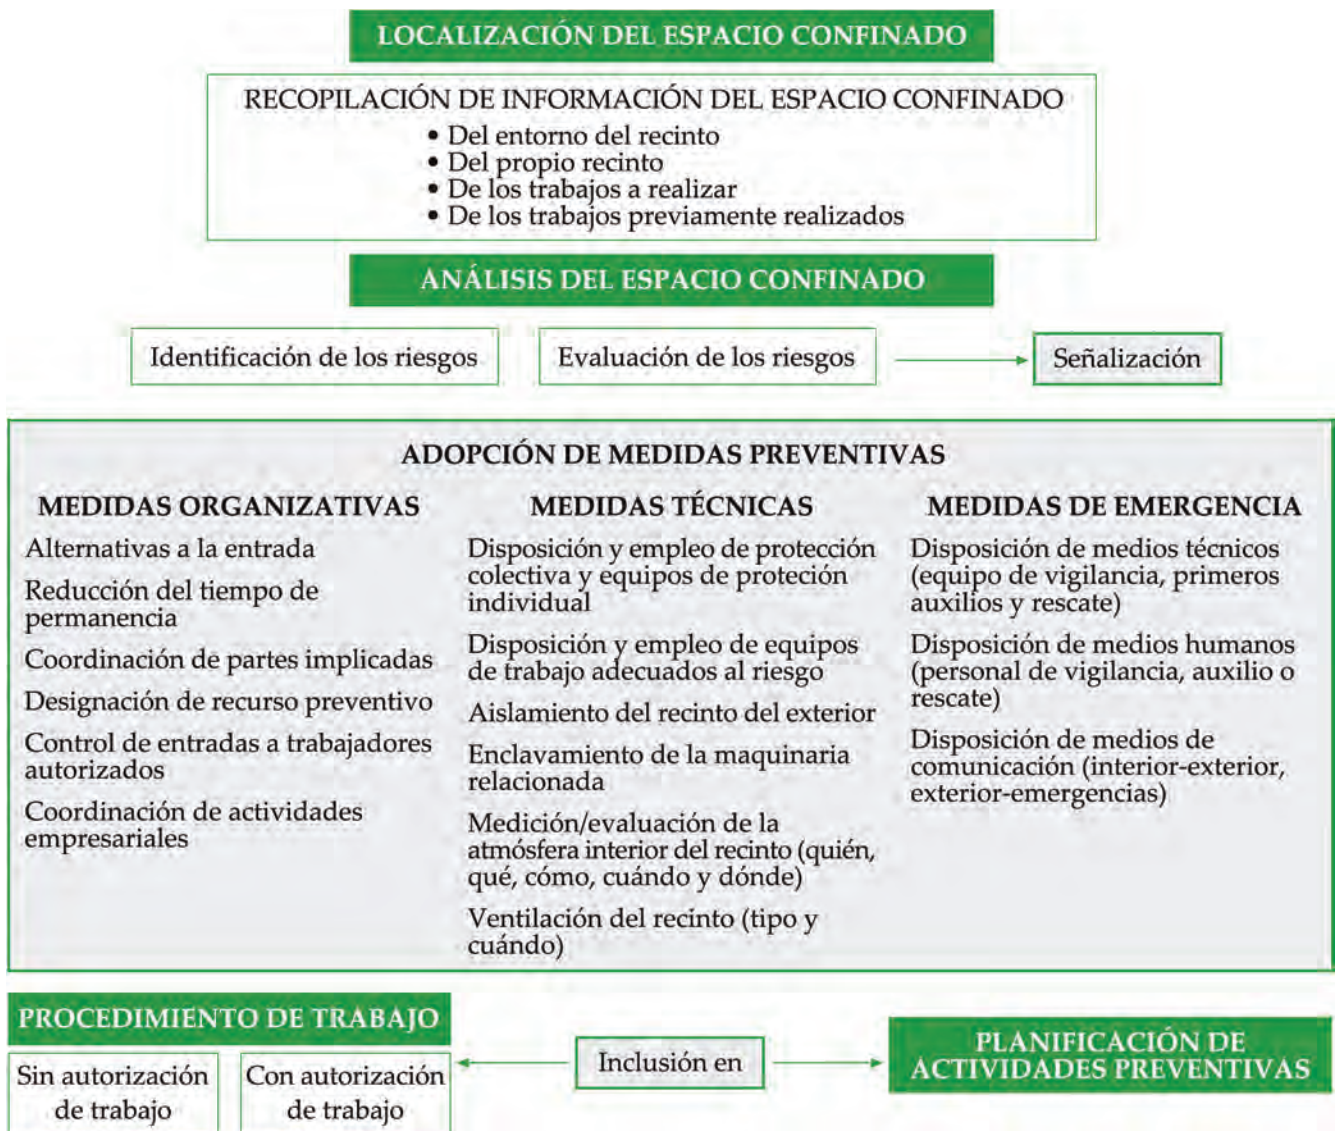 LOCALIZACIÓN DEL ESPACIO CONFINADO
RECOPILACIÓN DE INFORMACIÓN DEL ESPACIO CONFINADO
• Del entorno del recinto
• Del propio recinto
• De los trabajos a realizar
• De los trabajos previamente realizados
ANÁLISIS DEL ESPACIO CONFINADO
Identificación de los riesgos
Evaluación de los riesgos
Señalización
ADOPCIÓN DE MEDIDAS PREVENTIVAS
MEDIDAS ORGANIZATIVAS
Alternativas a la entrada
Reducción del tiempo de
permanencia
Coordinación de partes implicadas
Designación de recurso preventivo
Control de entradas a trabajadores
autorizados
Coordinación de actividades
empresariales
MEDIDAS TÉCNICAS
Disposición y empleo de protección
colectiva y equipos de proteción
individual
Disposición y empleo de equipos
de trabajo adecuados al riesgo
Aislamiento del recinto del exterior
Enclavamiento de la maquinaria
relacionada
Medición/evaluación de la
atmósfera interior del recinto (quién,
qué, cómo, cuándo y dónde)
Ventilación del recinto (tipo y
cuándo)
MEDIDAS DE EMERGENCIA
Disposición de medios técnicos
(equipo de vigilancia, primeros
auxilios y rescate)
Disposición de medios humanos
(personal de vigilancia, auxilio o
rescate)
Disposición de medios de
comunicación (interior-exterior,
exterior-emergencias)
PROCEDIMIENTO DE TRABAJO
Sin autorización
de trabajo
Con autorización
de trabajo
Inclusión en
PLANIFICACIÓN DE
ACTIVIDADES PREVENTIVAS